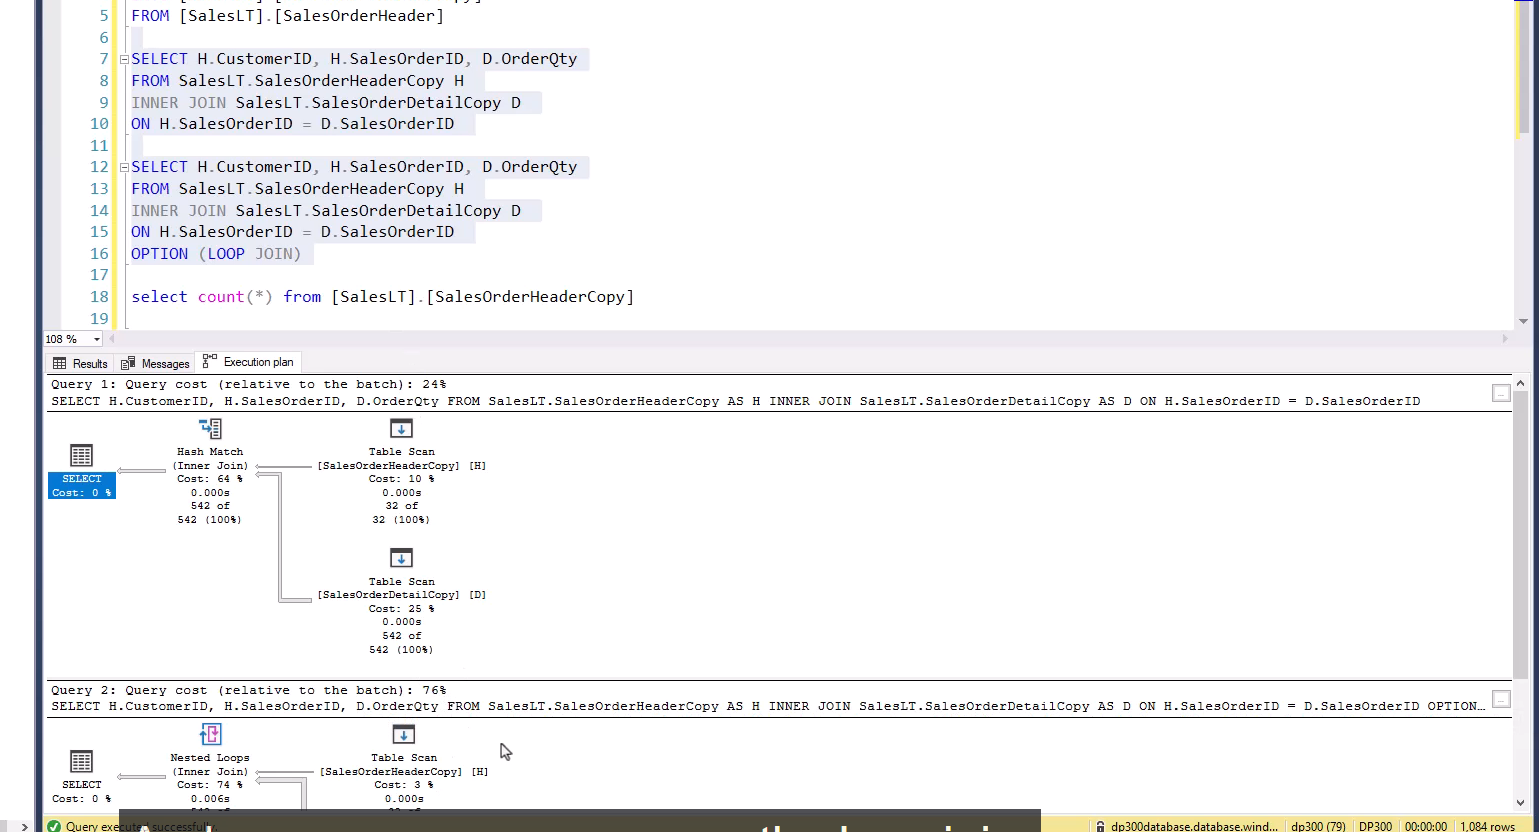 5 FROM [SalesLT].[SalesOrderHeader]
6
7 SELECT H.CustomerID, H.SalesOrderID, D.OrderQty
8 FROM SalesLT.SalesOrderHeaderCopy H
9 INNER JOIN SalesLT.SalesOrderDetailCopy D
10 ON H.SalesOrderID = D.SalesOrderID
11
12 SELECT H.CustomerID, H.SalesOrderID, D.OrderQty
13 FROM SalesLT.SalesOrderHeaderCopy H
14 INNER JOIN SalesLT.SalesOrderDetailCopy D
15 ON H.SalesOrderID = D.SalesOrderID
16 OPTION (LOOP JOIN)
17
18 select count(*) from [SalesLT].[SalesOrderHeaderCopy]
19
108 %
Results Messages Execution plan
Query 1: Query cost (relative to the batch): 24%
SELECT H.CustomerID, H.SalesOrderID, D.OrderQty FROM SalesLT.SalesOrderHeaderCopy AS H INNER JOIN SalesLT.SalesOrderDetailCopy AS D ON H.SalesOrderID = D.SalesOrderID
SELECT
Cost: 0 %
Hash Match
(Inner Join)
Cost: 64 %
0.000s
542 of
542 (100%)
Table Scan
[SalesOrderHeaderCopy] [H]
Cost: 10 %
0.000s
32 of
32 (100%)
Table Scan
[SalesOrderDetailCopy] [D]
Cost: 25 %
0.000s
542 of
542 (100%)
Query 2: Query cost (relative to the batch): 76%
SELECT H.CustomerID, H.SalesOrderID, D.OrderQty FROM SalesLT.SalesOrderHeaderCopy AS H INNER JOIN SalesLT.SalesOrderDetailCopy AS D ON H.SalesOrderID = D.SalesOrderID OPTION…
SELECT
Cost: 0 %
Nested Loops
(Inner Join)
Cost: 74 %
0.006s
Table Scan
[SalesOrderHeaderCopy] [H]
Cost: 3 %
0.000s
Query executed successfully.
dp300database.database.wind... dp300 (79) DP300 00:00:00 1,084 rows